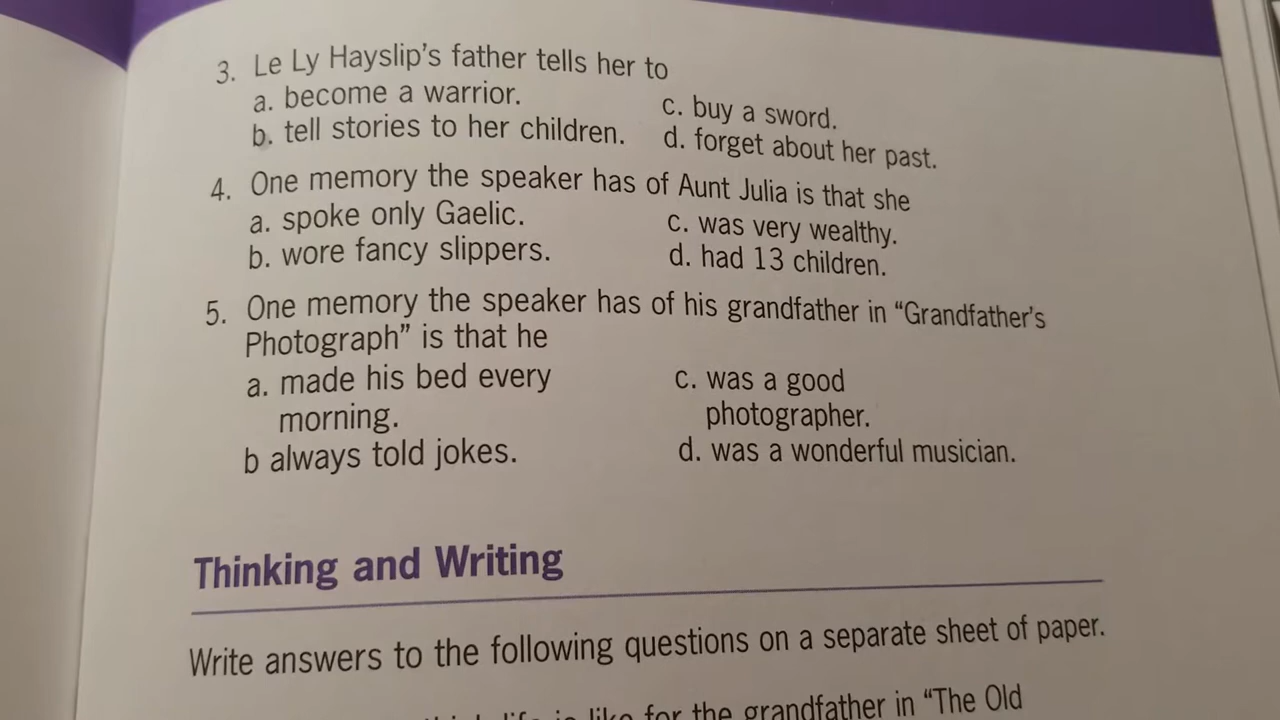 3. Le Ly Hayslip's father tells her to
a. become a warrior.
b. tell stories to her children.
c. buy a sword.
d. forget about her past.
4. One memory the speaker has of Aunt Julia is that she
a. spoke only Gaelic.
b. wore fancy slippers.
c. was very wealthy.
d. had 13 children.
5. One memory the speaker has of his grandfather in "Grandfather's
Photograph" is that he
a. made his bed every
morning.
b always told jokes.
c. was a good
photographer.
d. was a wonderful musician.
Thinking and Writing
Write answers to the following questions on a separate sheet of paper.
life is like for the grandfather in "The Old